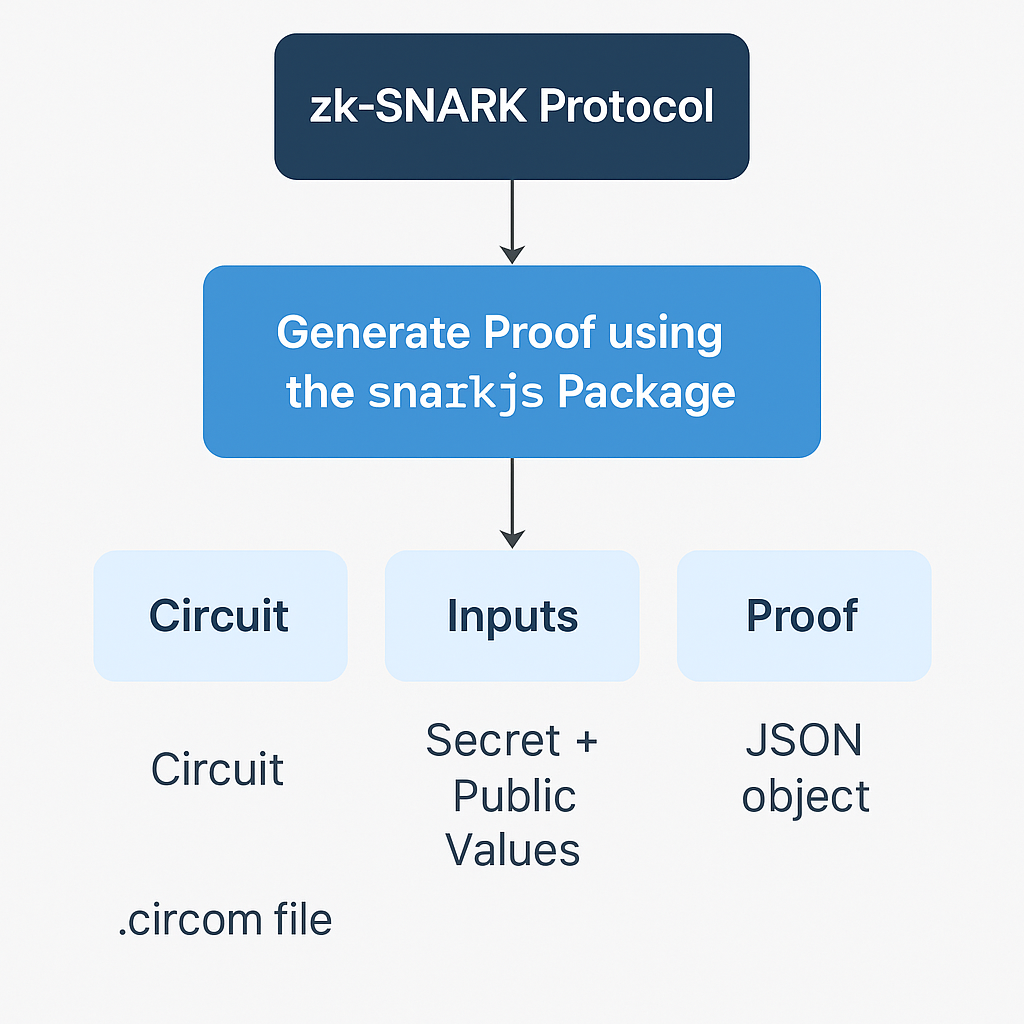 zk-SNARK Protocol
Generate Proof using
the snarkjs Package
Circuit
Inputs
Proof
Circuit
.circom file
Secret +
Public
Values
JSON
object